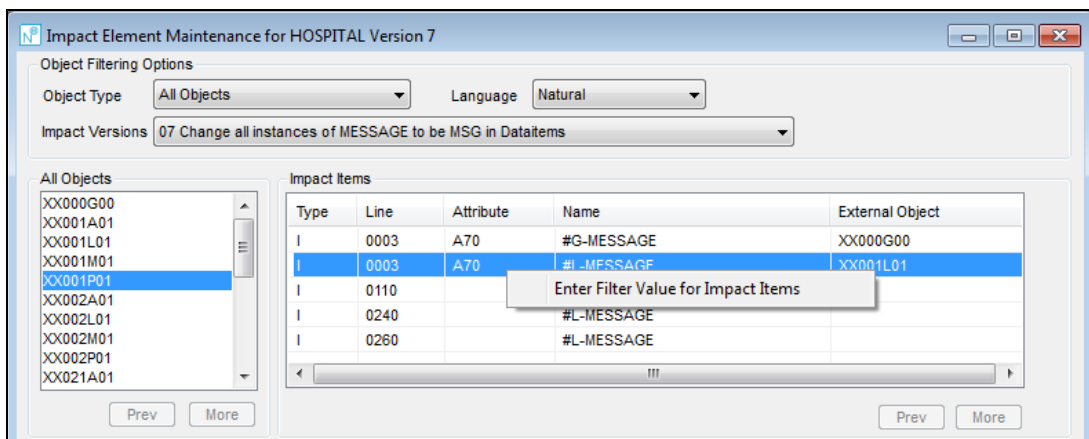 Impact Element Maintenance for HOSPITAL Version 7
Object Filtering Options
Object Type All Objects Language Natural
Impact Versions 07 Change all instances of MESSAGE to be MSG in Dataitems
All Objects
XX000G00
XX001A01
XX001L01
XX001M01
XX001P01
XX002A01
XX002L01
XX002M01
XX002P01
XX021A01
Prev More
Impact Items
Type Line Attribute Name External Object
I 0003 A70 #G-MESSAGE XX000G00
I 0003 A70 #L-MESSAGE XX001L01
I 0110
Enter Filter Value for Impact Items
I 0240 #L-MESSAGE
I 0260 #L-MESSAGE
Prev More